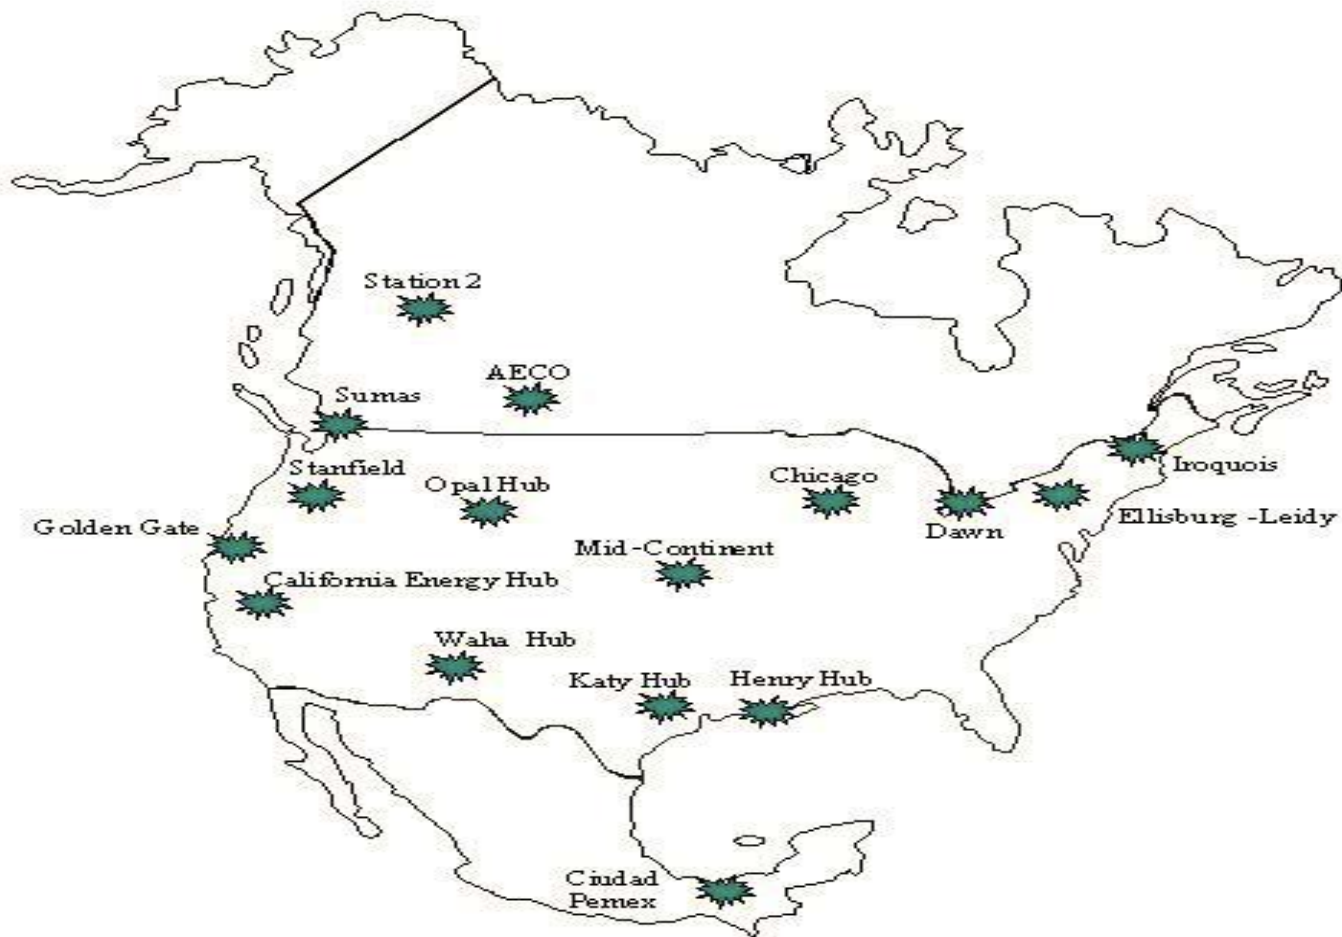 Station 2
AECO
Sumas
Stanfield
Opal Hub
Chicago
Iroquois
Golden Gate
Dawn
Ellisburg -Leidy
Mid-Continent
California Energy Hub
Waha Hub
Katy Hub
Henry Hub
Ciudad
Pemex